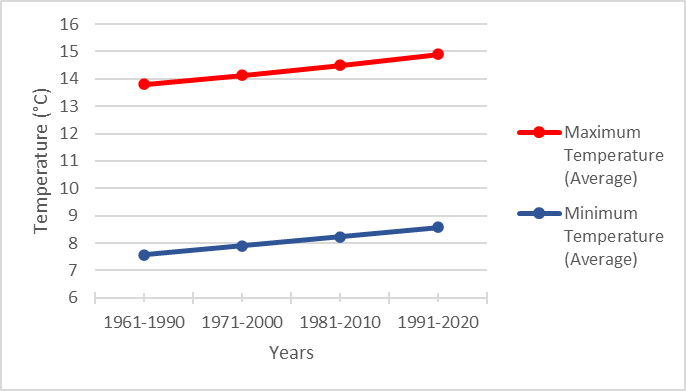 16
15
14
13
12
11
10
9
8
7
6
Temperature (°C)
1961-1990 1971-2000 1981-2010 1991-2020
Years
Maximum
Temperature
(Average)
Minimum
Temperature
(Average)